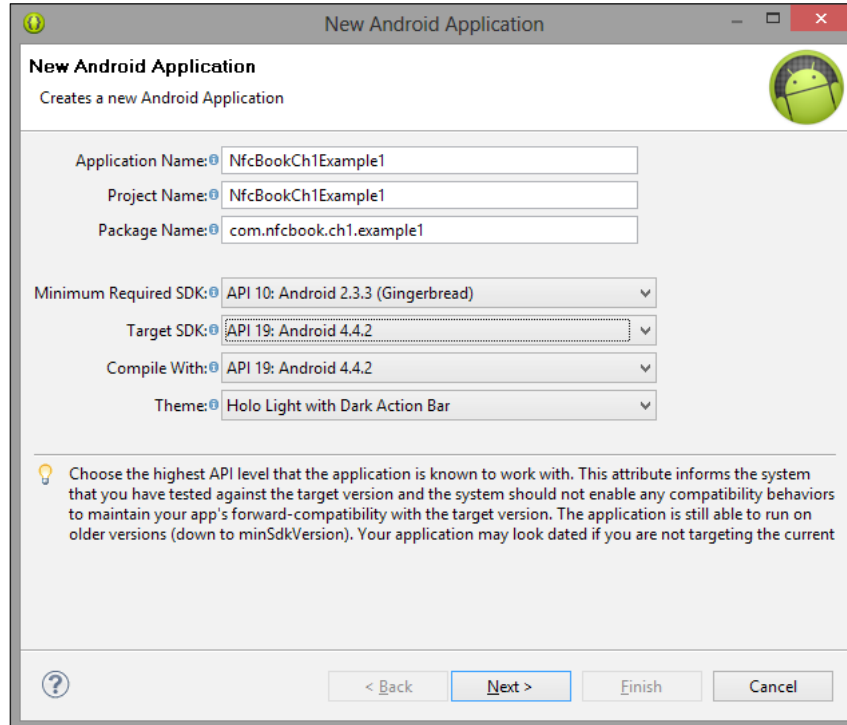 New Android Application
New Android Application
Creates a new Android Application
Application Name: NfcBookCh1Example1
Project Name: NfcBookCh1Example1
Package Name: com.nfcbook.ch1.example1
Minimum Required SDK: API 10: Android 2.3.3 (Gingerbread)
Target SDK: API 19: Android 4.4.2
Compile With: API 19: Android 4.4.2
Theme: Holo Light with Dark Action Bar
Choose the highest API level that the application is known to work with. This attribute informs the system
that you have tested against the target version and the system should not enable any compatibility behaviors
to maintain your app's forward-compatibility with the target version. The application is still able to run on
older versions (down to minSdkVersion). Your application may look dated if you are not targeting the current
? < Back Next > Finish Cancel